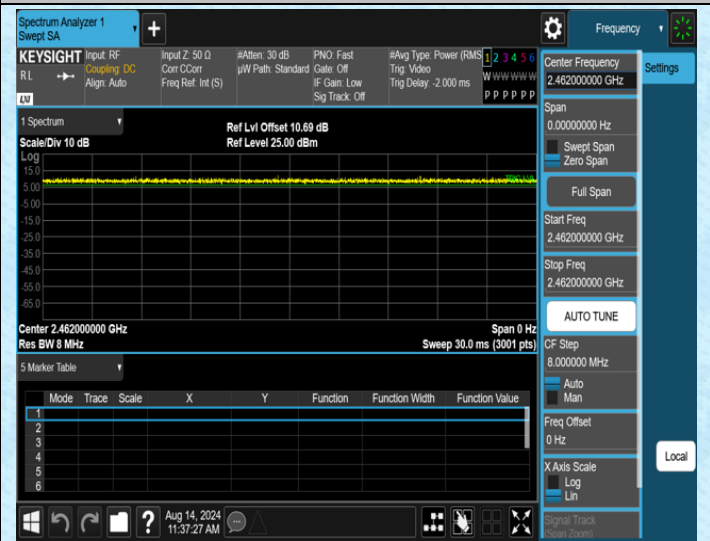 Spectrum Analyzer 1
Swept SA
+
Frequency
KEYSIGHT
RL
LXI
Input: RF
Coupling: DC
Align: Auto
Input Z: 50 Ω
Corr CCorr
Freq Ref: Int (S)
#Atten: 30 dB
µW Path: Standard
PNO: Fast
Gate: Off
IF Gain: Low
Sig Track: Off
#Avg Type: Power (RMS
Trig: Video
Trig Delay: -2.000 ms
1 2 3 4 5 6
W W W W W W
P P P P P P
1 Spectrum
Scale/Div 10 dB
Ref Lvl Offset 10.69 dB
Ref Level 25.00 dBm
Log
15.0
5.00
-5.00
-15.0
-25.0
-35.0
-45.0
-55.0
-65.0
Center 2.462000000 GHz
Res BW 8 MHz
Span 0 Hz
Sweep 30.0 ms (3001 pts)
5 Marker Table
Mode Trace Scale X Y Function Function Width Function Value
1
2
3
4
5
6
Aug 14, 2024
11:37:27 AM
Center Frequency
2.462000000 GHz
Span
0.00000000 Hz
Swept Span
Zero Span
Full Span
Start Freq
2.462000000 GHz
Stop Freq
2.462000000 GHz
AUTO TUNE
CF Step
8.000000 MHz
Auto
Man
Freq Offset
0 Hz
X Axis Scale
Log
Lin
Signal Track
(Span Zoom)
Settings
Local